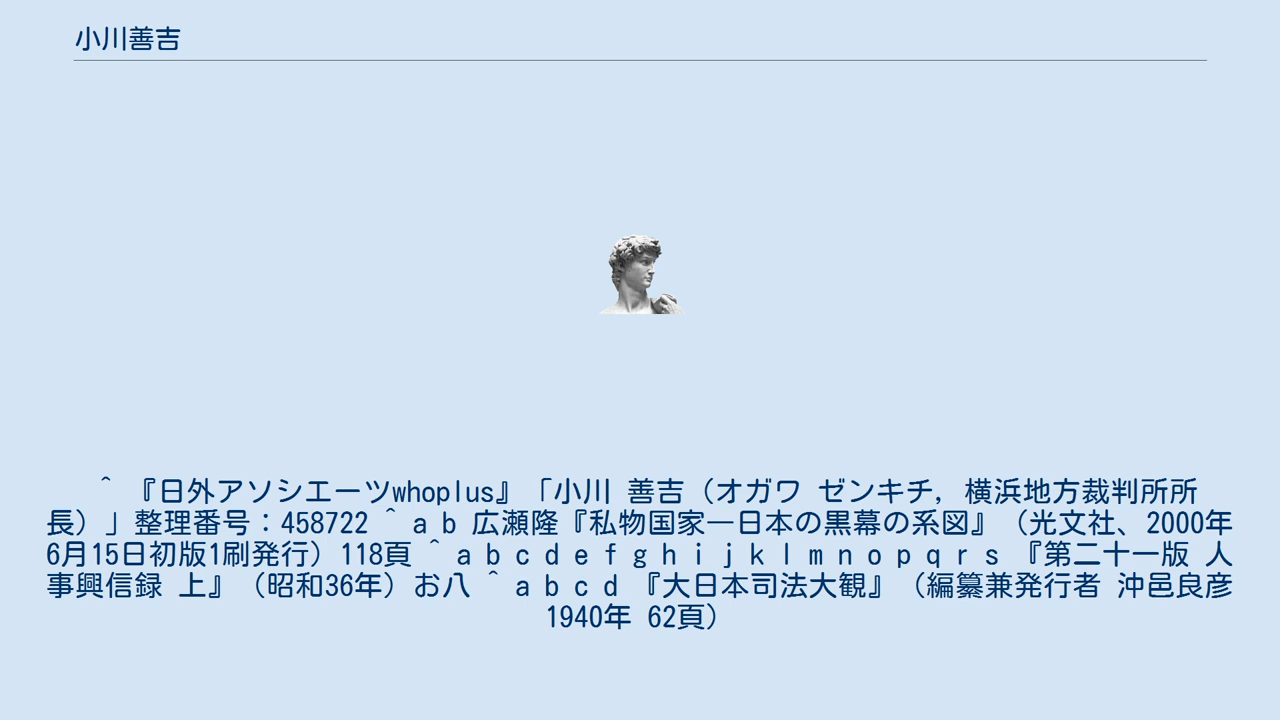 小川善吉
^ 『日外アソシエーツwhoplus』「小川 善吉（オガワ ゼンキチ, 横浜地方裁判所所
長）」整理番号：458722 ^ a b 広瀬隆『私物国家―日本の黒幕の系図』（光文社、2000年
6月15日初版1刷発行）118頁 ^ a b c d e f g h i j k l m n o p q r s 『第二十一版 人
事興信録 上』（昭和36年）お八 ^ a b c d 『大日本司法大観』（編纂兼発行者 沖邑良彦
1940年 62頁）